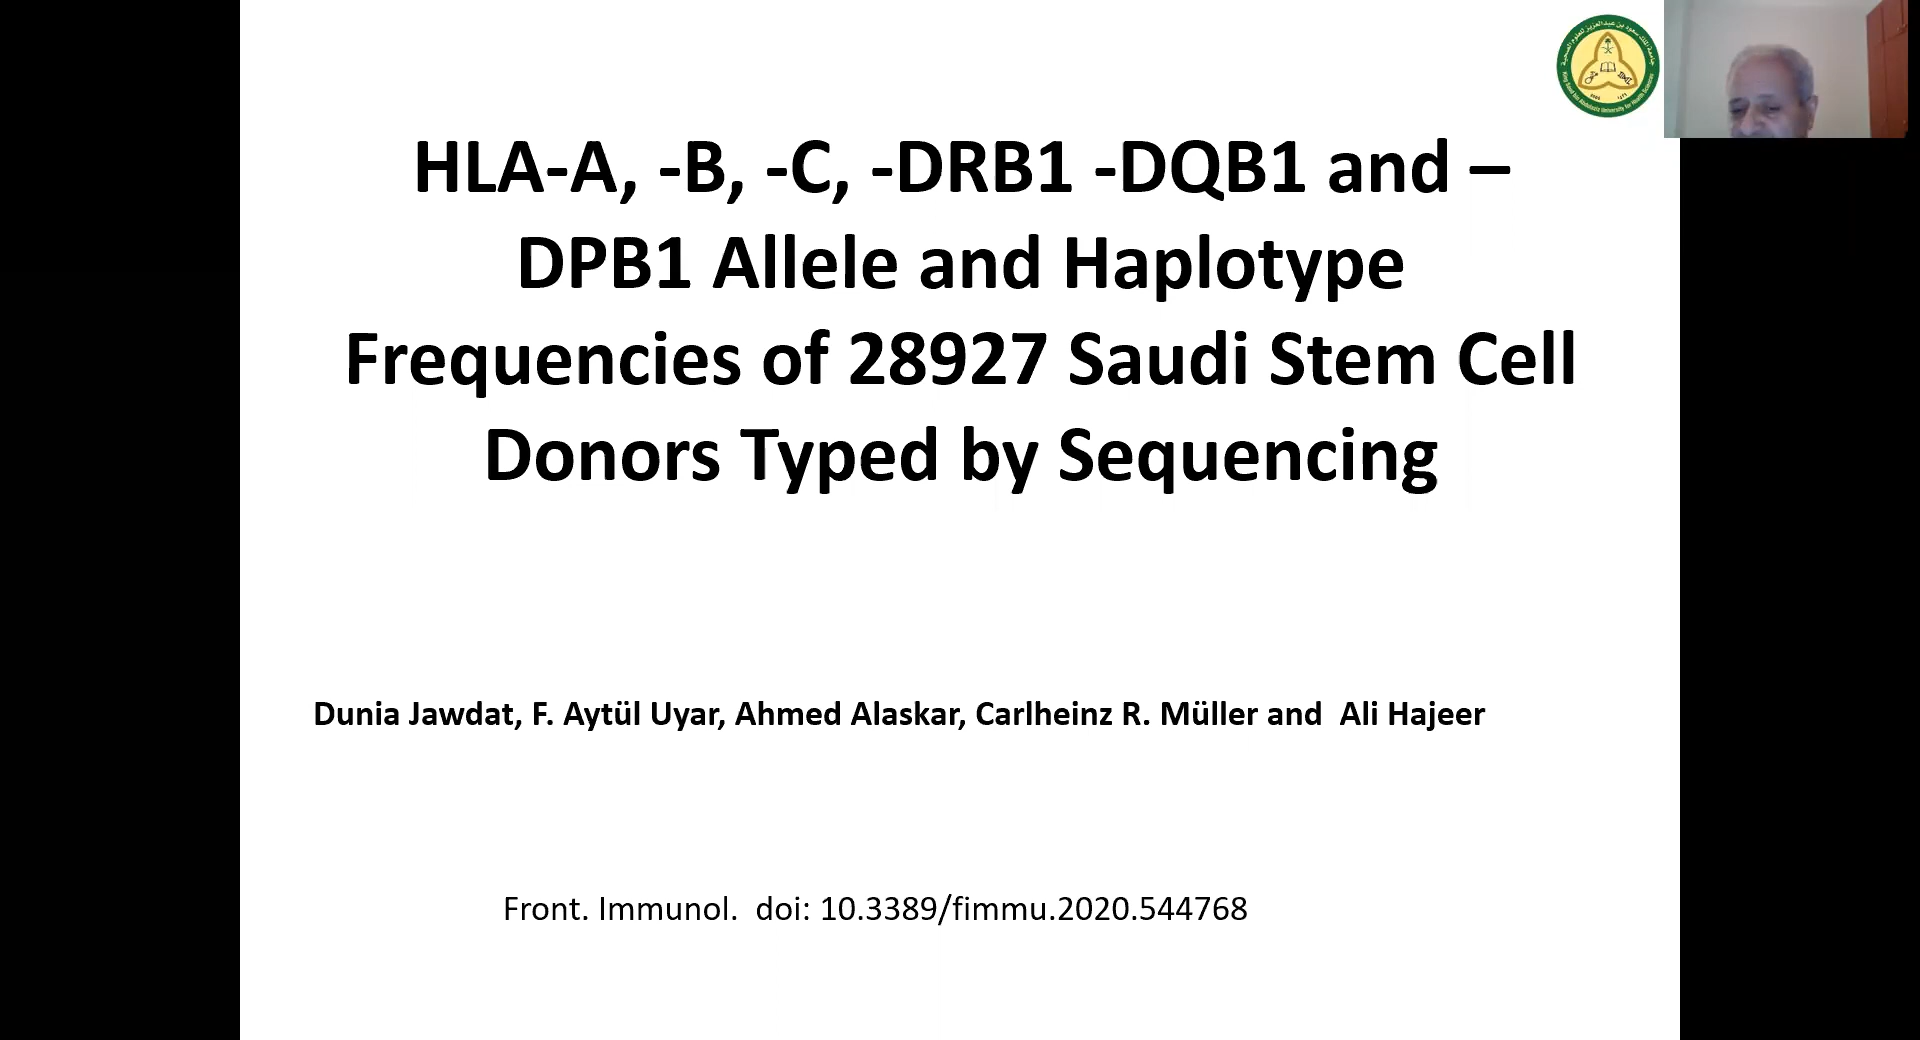 HLA-A, -B, -C, -DRB1 -DQB1 and –
DPB1 Allele and Haplotype
Frequencies of 28927 Saudi Stem Cell
Donors Typed by Sequencing
Dunia Jawdat, F. Aytül Uyar, Ahmed Alaskar, Carlheinz R. Müller and  Ali Hajeer
Front. Immunol.  doi: 10.3389/fimmu.2020.544768